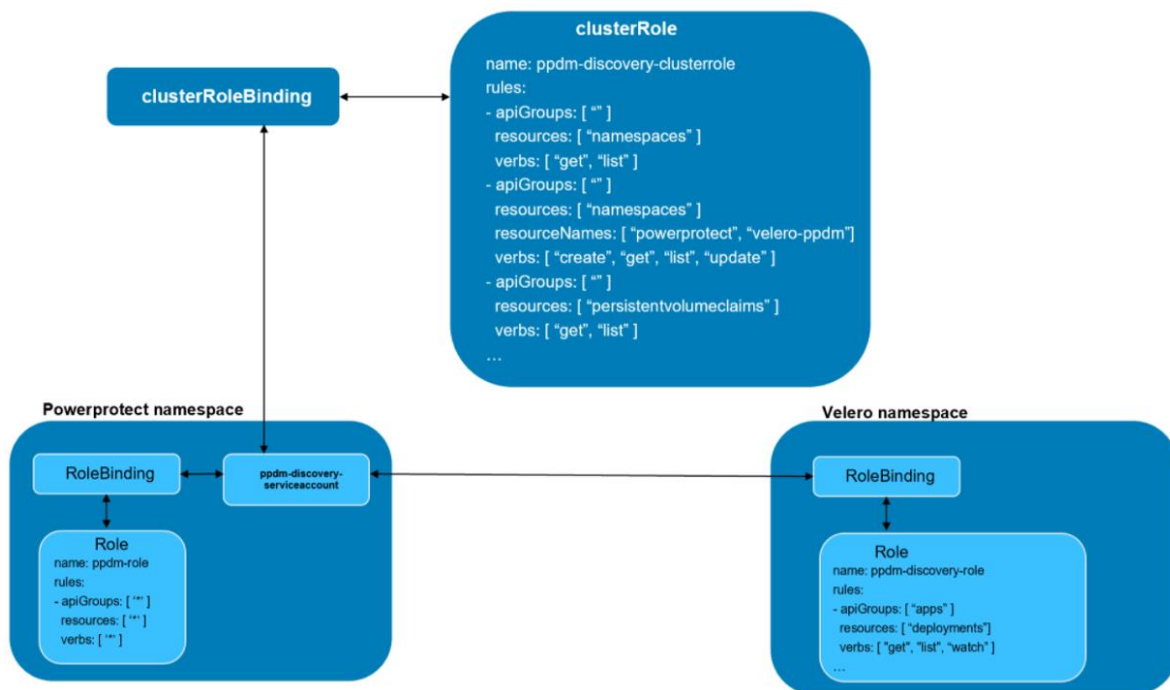 clusterRole
name: ppdm-discovery-clusterrole
rules:
- apiGroups: [ “” ]
resources: [ “namespaces” ]
verbs: [ “get”, “list” ]
- apiGroups: [ “” ]
resources: [ “namespaces” ]
resourceNames: [ “powerprotect”, “velero-ppdm”]
verbs: [ “create”, “get”, “list”, “update” ]
- apiGroups: [ “” ]
resources: [ “persistentvolumeclaims” ]
verbs: [ “get”, “list” ]
…
clusterRoleBinding
Powerprotect namespace
RoleBinding
ppdm-discovery-
serviceaccount
Role
name: ppdm-role
rules:
- apiGroups: [ “*” ]
resources: [ “*” ]
verbs: [ “*” ]
Velero namespace
RoleBinding
Role
name: ppdm-discovery-role
rules:
- apiGroups: [ “apps” ]
resources: [ “deployments”]
verbs: [ "get", "list", “watch” ]
…